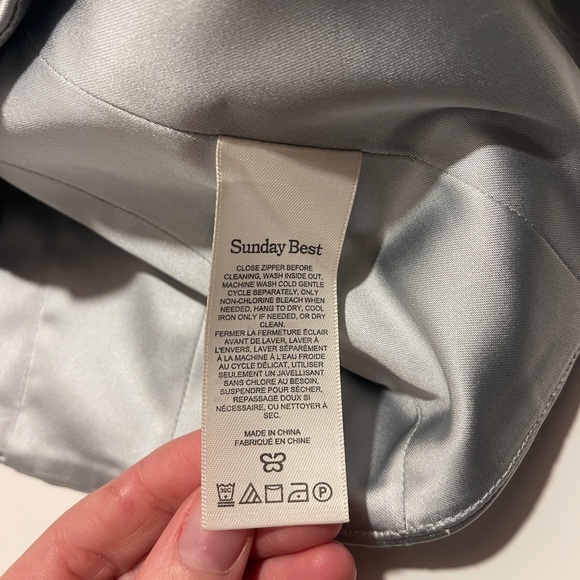 Sunday Best
CLOSE ZIPPER BEFORE
CLEANING, WASH INSIDE OUT,
MACHINE WASH COLD GENTLE
CYCLE SEPARATELY, ONLY
NON-CHLORINE BLEACH WHEN
NEEDED, HANG TO DRY, COOL
IRON ONLY IF NEEDED, OR DRY
CLEAN.
FERMER LA FERMETURE ÉCLAIR
AVANT DE LAVER, LAVER À
L'ENVERS, LAVER SÉPARÉMENT
À LA MACHINE À L'EAU FROIDE
AU CYCLE DÉLICAT, UTILISER
SEULEMENT UN JAVELLISANT
SANS CHLORE AU BESOIN,
SUSPENDRE POUR SÉCHER,
REPASSAGE DOUX SI
NÉCESSAIRE, OU NETTOYER À
SEC.
MADE IN CHINA
FABRIQUÉ EN CHINE
30C P